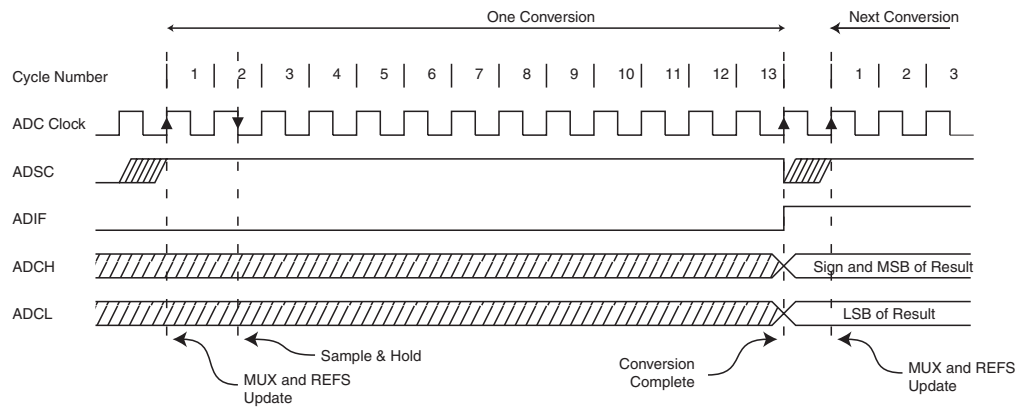 One Conversion
Next Conversion
Cycle Number 1 2 3 4 5 6 7 8 9 10 11 12 13 1 2 3
ADC Clock
ADSC
ADIF
ADCH
Sign and MSB of Result
ADCL
LSB of Result
Sample & Hold
MUX and REFS
Update
Conversion
Complete
MUX and REFS
Update